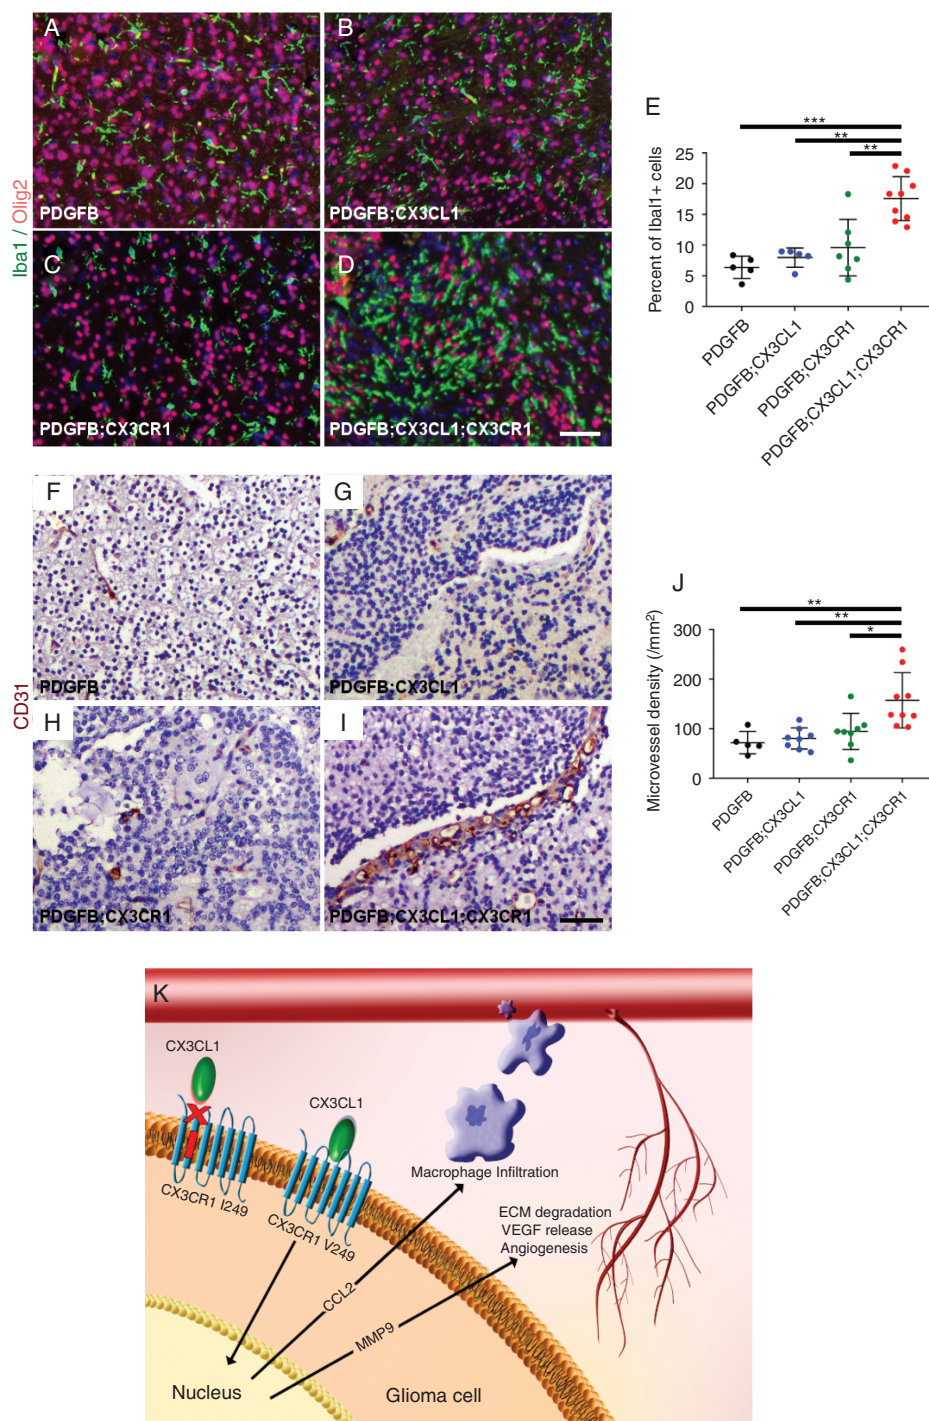 A
B
PDGFB
PDGFB;CX3CL1
C
D
PDGFB;CX3CR1
PDGFB;CX3CL1;CX3CR1
Iba1 / Olig2
E
***
**
**
Percent of Ibal1+ cells
25
20
15
10
5
0
PDGFB
PDGFB;CX3CL1
PDGFB;CX3CR1
PDGFB;CX3CL1;CX3CR1
F
G
PDGFB
PDGFB;CX3CL1
H
I
PDGFB;CX3CR1
PDGFB;CX3CL1;CX3CR1
CD31
J
**
**
*
Microvessel density (/mm²)
300
200
100
0
PDGFB
PDGFB;CX3CL1
PDGFB;CX3CR1
PDGFB;CX3CL1;CX3CR1
K
CX3CL1
CX3CL1
CX3CR1 I249
CX3CR1 V249
Macrophage Infiltration
ECM degradation
VEGF release
Angiogenesis
CCL2
MMP9
Nucleus
Glioma cell